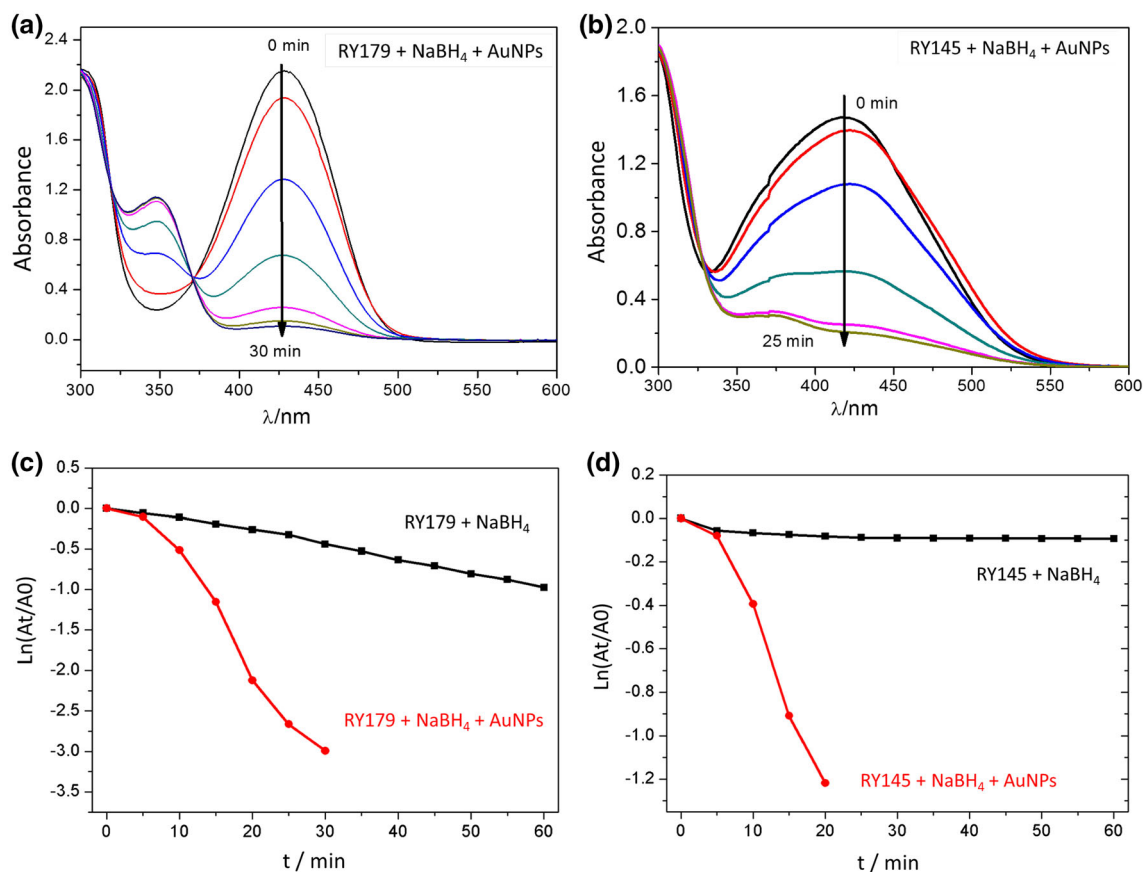 (a)
RY179 + NaBH₄ + AuNPs
0 min
30 min
2.4
1.8
1.2
0.6
0.0
Absorbance
300 350 400 450 500 550 600
λ/nm
(b)
RY145 + NaBH₄ + AuNPs
0 min
25 min
2.0
1.6
1.2
0.8
0.4
0.0
Absorbance
300 350 400 450 500 550 600
λ/nm
(c)
0.5
0.0
-0.5
-1.0
-1.5
-2.0
-2.5
-3.0
-3.5
Ln(At/A0)
RY179 + NaBH₄
RY179 + NaBH₄ + AuNPs
0 10 20 30 40 50 60
t / min
(d)
0.2
0.0
-0.2
-0.4
-0.6
-0.8
-1.0
-1.2
Ln(At/A0)
RY145 + NaBH₄
RY145 + NaBH₄ + AuNPs
0 10 20 30 40 50 60
t / min